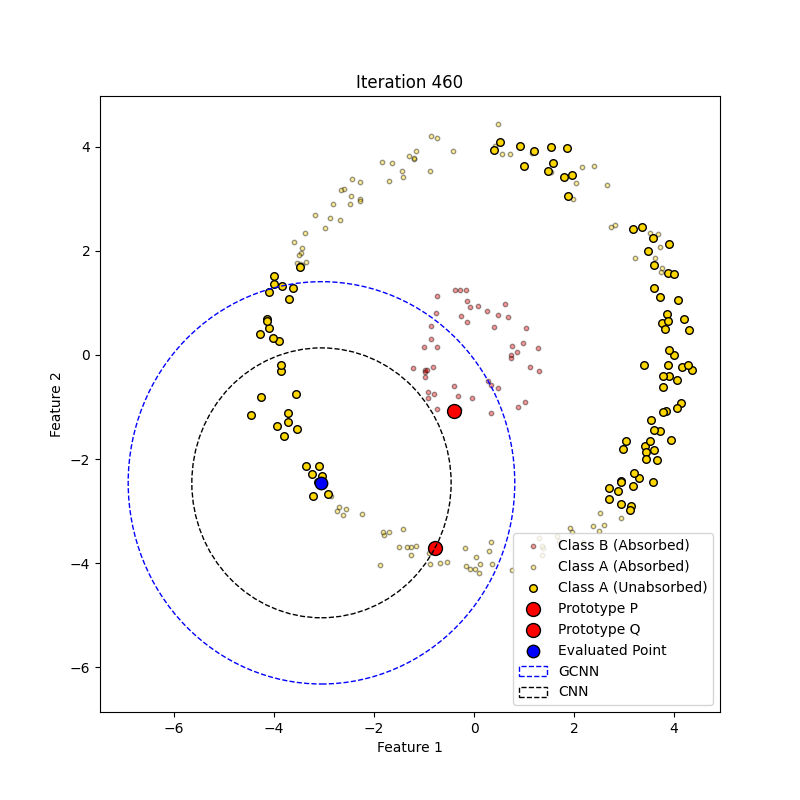 Iteration 460
Feature 2
4
2
0
−2
−4
−6
Class B (Absorbed)
Class A (Absorbed)
Class A (Unabsorbed)
Prototype P
Prototype Q
Evaluated Point
GCNN
CNN
−6
−4
−2
0
2
4
Feature 1